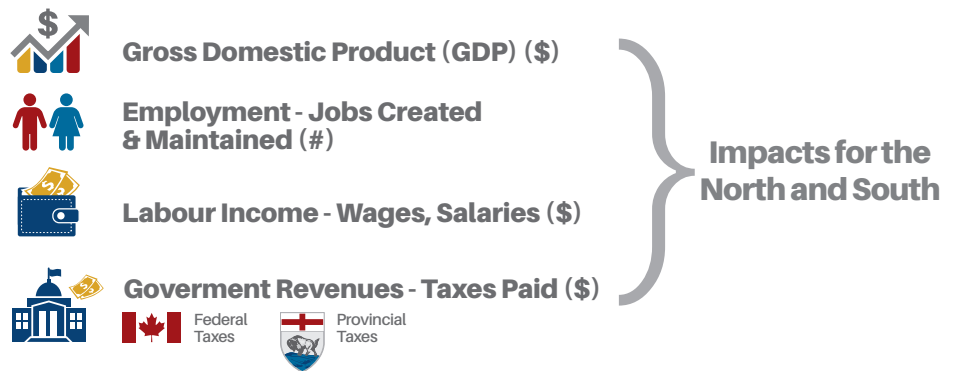 $
Gross Domestic Product (GDP) ($)
Employment - Jobs Created
& Maintained (#)
Labour Income - Wages, Salaries ($)
Goverment Revenues - Taxes Paid ($)
Federal
Taxes
Provincial
Taxes
Impacts for the
North and South